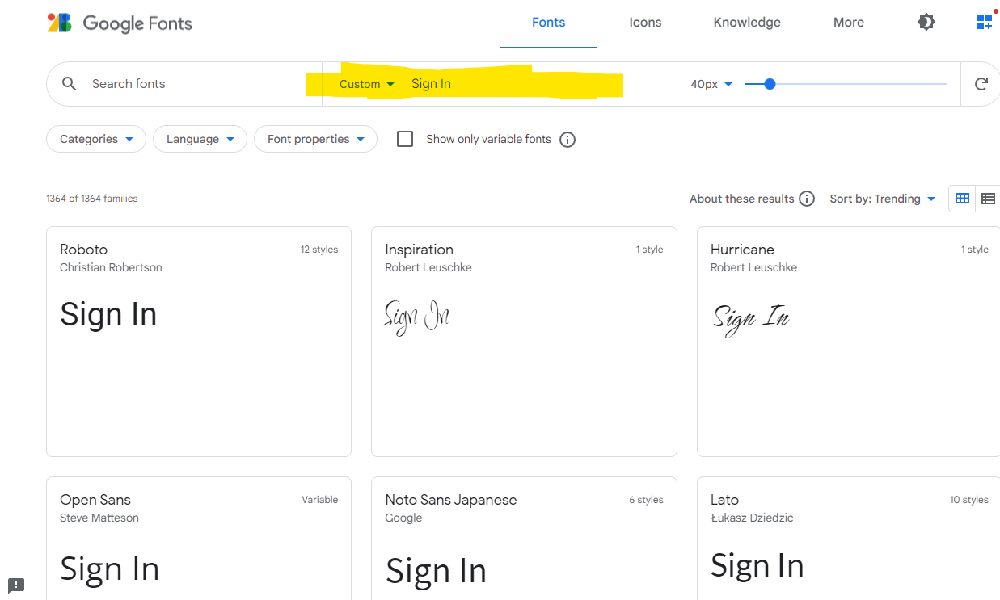 Google Fonts
Fonts
Icons
Knowledge
More
Search fonts
Custom
Sign In
40px
Categories
Language
Font properties
Show only variable fonts
1364 of 1364 families
About these results
Sort by: Trending
Roboto
12 styles
Christian Robertson
Sign In
Inspiration
1 style
Robert Leuschke
Sign In
Hurricane
1 style
Robert Leuschke
Sign In
Open Sans
Variable
Steve Matteson
Sign In
Noto Sans Japanese
6 styles
Google
Sign In
Lato
10 styles
Łukasz Dziedzic
Sign In